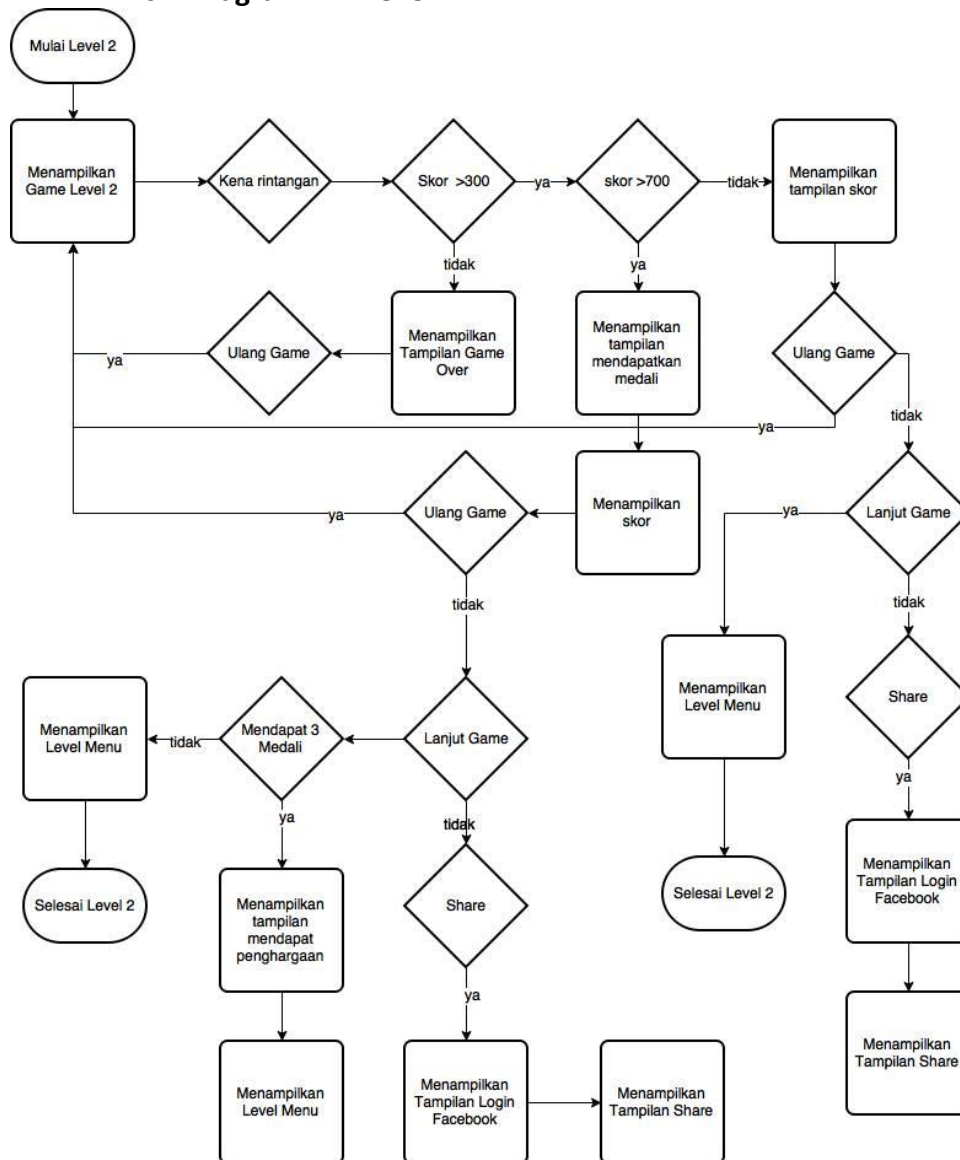 Mulai Level 2
Menampilkan
Game Level 2
Kena rintangan
Skor >300
ya
skor >700
tidak
Menampilkan
tampilan skor
tidak
ya
Ulang Game
ya
Menampilkan
Tampilan Game
Over
Menampilkan
tampilan
mendapatkan
medali
Ulang Game
tidak
ya
Ulang Game
ya
Menampilkan
skor
ya
Lanjut Game
tidak
tidak
Menampilkan
Level Menu
tidak
Mendapat 3
Medali
Lanjut Game
Menampilkan
Level Menu
Share
ya
ya
tidak
Selesai Level 2
Menampilkan
tampilan
mendapat
penghargaan
Share
Selesai Level 2
Menampilkan
Tampilan Login
Facebook
ya
Menampilkan
Level Menu
Menampilkan
Tampilan Login
Facebook
Menampilkan
Tampilan Share
Menampilkan
Tampilan Share